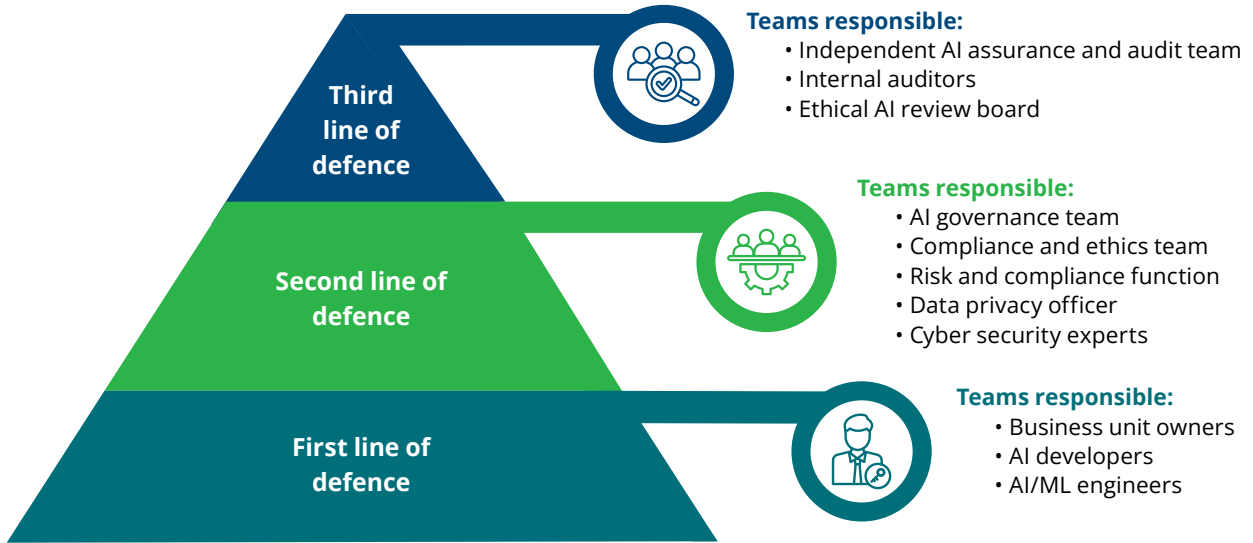 Teams responsible:
• Independent AI assurance and audit team
• Internal auditors
• Ethical AI review board
Third
line of
defence
Teams responsible:
• AI governance team
• Compliance and ethics team
• Risk and compliance function
• Data privacy officer
• Cyber security experts
Second line of
defence
Teams responsible:
• Business unit owners
• AI developers
• AI/ML engineers
First line of
defence